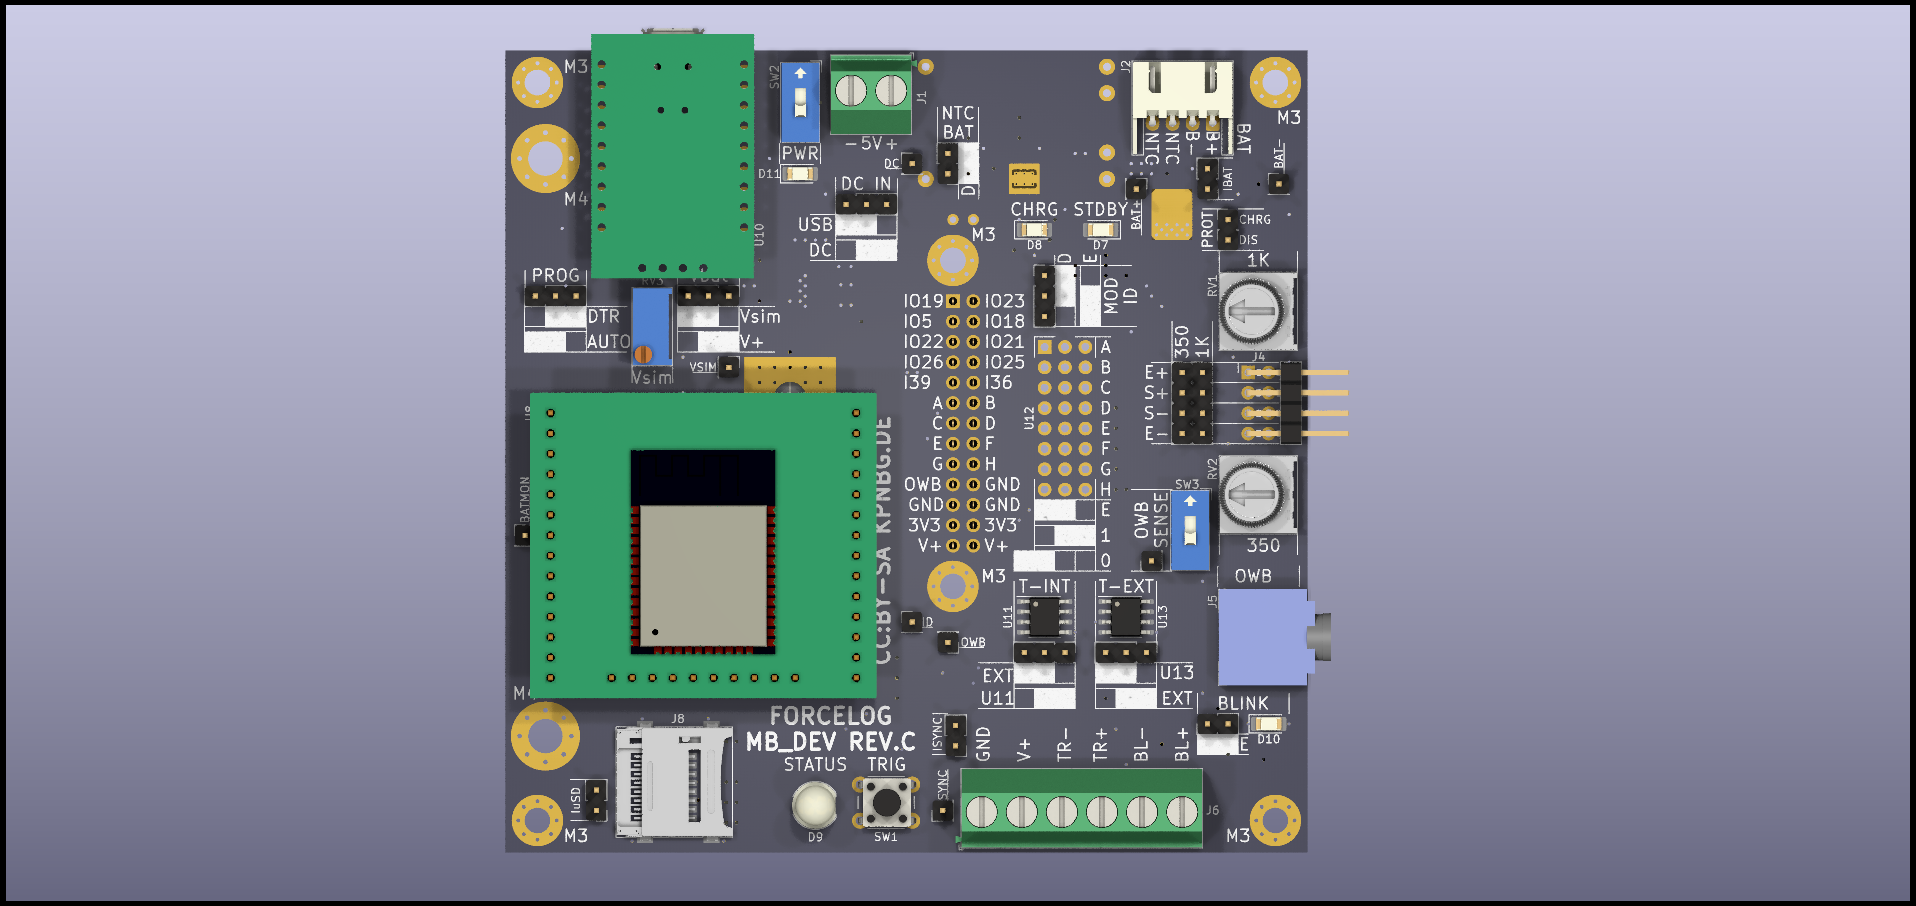 M3
SW2
J1
J2
NTC
BAT
-5V+
DC
PWR
D11
D
NTC
NTC
B-
B+
BAT
M3
BAT-
IBAT
M4
DC IN
USB
DC
U10
CHRG
STDBY
D8
D7
M3
BAT+
PROT
CHRG
DIS
1K
RV1
PROG
DTR
AUTO
RV3
Vsim
Vsim
V+
VSIM
D
E
MOD
ID
IO19
IO23
IO5
IO18
IO22
IO21
IO26
IO25
I39
I36
A
B
C
D
E
F
G
H
OWB
GND
GND
GND
3V3
3V3
V+
V+
U12
A
B
C
D
E
F
G
H
E
1
0
350
1K
J4
E+
S+
S-
E-
RV2
SW3
OWB
SENSE
350
OWB
J5
BATMON
CC:BY-SA KPNBG.DE
M3
T-INT
T-EXT
U11
U13
ID
OWB
EXT
U11
U13
EXT
BLINK
E
D10
J8
FORCELOG
MB_DEV REV.C
STATUS
TRIG
ISYNC
GND
V+
TR-
TR+
BL-
BL+
SYNC
IuSD
M3
D9
SW1
J6
M3